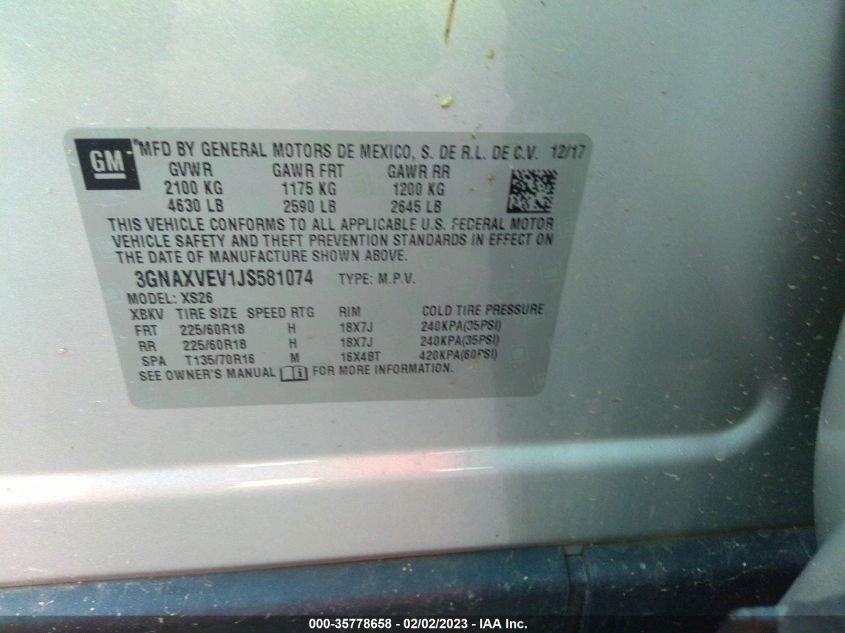 GM
MFD BY GENERAL MOTORS DE MEXICO, S. DE R.L. DE C.V. 12/17
GVWR GAWR FRT GAWR RR
2100 KG 1175 KG 1200 KG
4630 LB 2590 LB 2645 LB
THIS VEHICLE CONFORMS TO ALL APPLICABLE U.S. FEDERAL MOTOR
VEHICLE SAFETY AND THEFT PREVENTION STANDARDS IN EFFECT ON
THE DATE OF MANUFACTURE SHOWN ABOVE.
3GNAXVEV1JS581074 TYPE: M.P.V.
MODEL: XS26
XBKV TIRE SIZE SPEED RTG RIM COLD TIRE PRESSURE
FRT 225/60R18 H 18X7J 240KPA(35PSI)
RR 225/60R18 H 18X7J 240KPA(35PSI)
SPA T135/70R16 M 16X4BT 420KPA(60PSI)
SEE OWNER'S MANUAL FOR MORE INFORMATION.
000-35778658 - 02/02/2023 - IAA Inc.